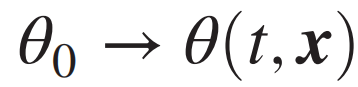 θ₀ → θ(t, x)